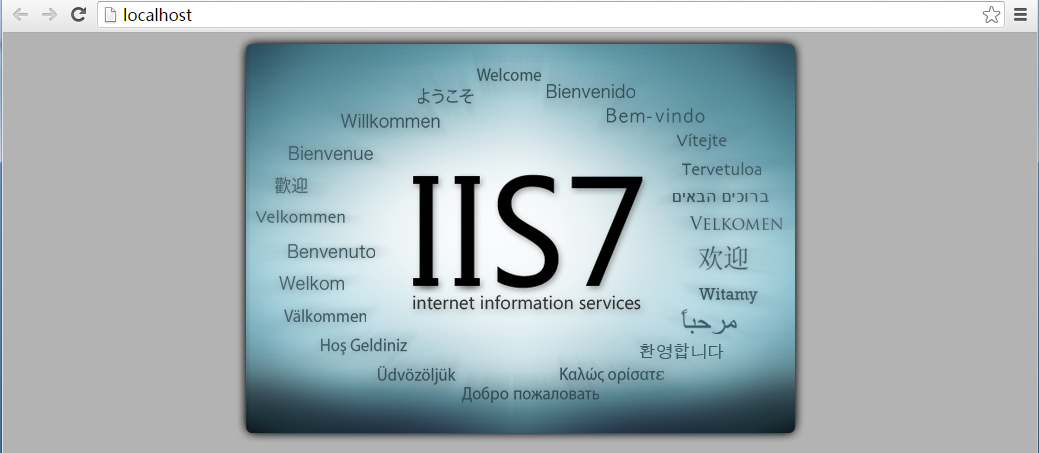 localhost
Welcome
ようこそ
Bienvenido
Willkommen
Bem-vindo
Bienvenue
Vítejte
歡迎
Tervetuloa
ברוכים הבאים
Velkommen
VELKOMEN
IIS7
internet information services
Benvenuto
欢迎
Welkom
Witamy
Välkommen
مرحباً
Hoş Geldiniz
환영합니다
Üdvözöljük
Καλώς ορίσατε
Добро пожаловать